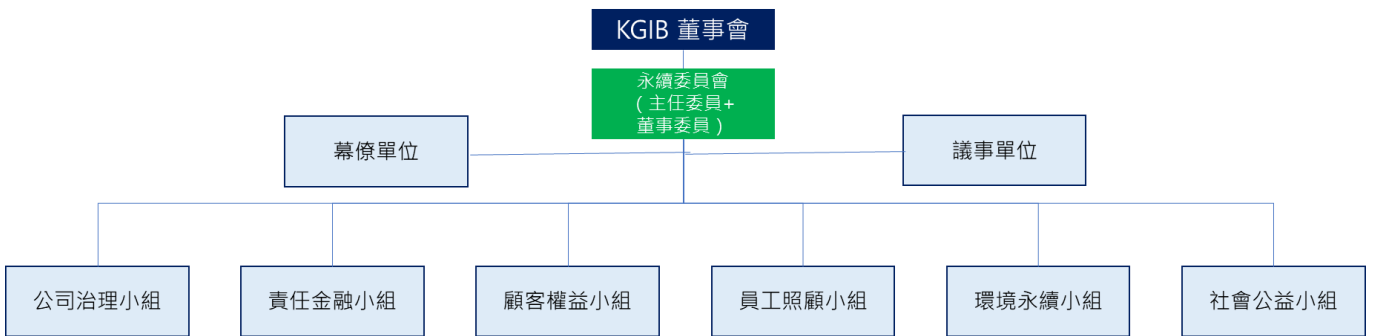 KGIB 董事會
永續委員會
（主任委員+
董事委員）
幕僚單位
議事單位
公司治理小組
責任金融小組
顧客權益小組
員工照顧小組
環境永續小組
社會公益小組